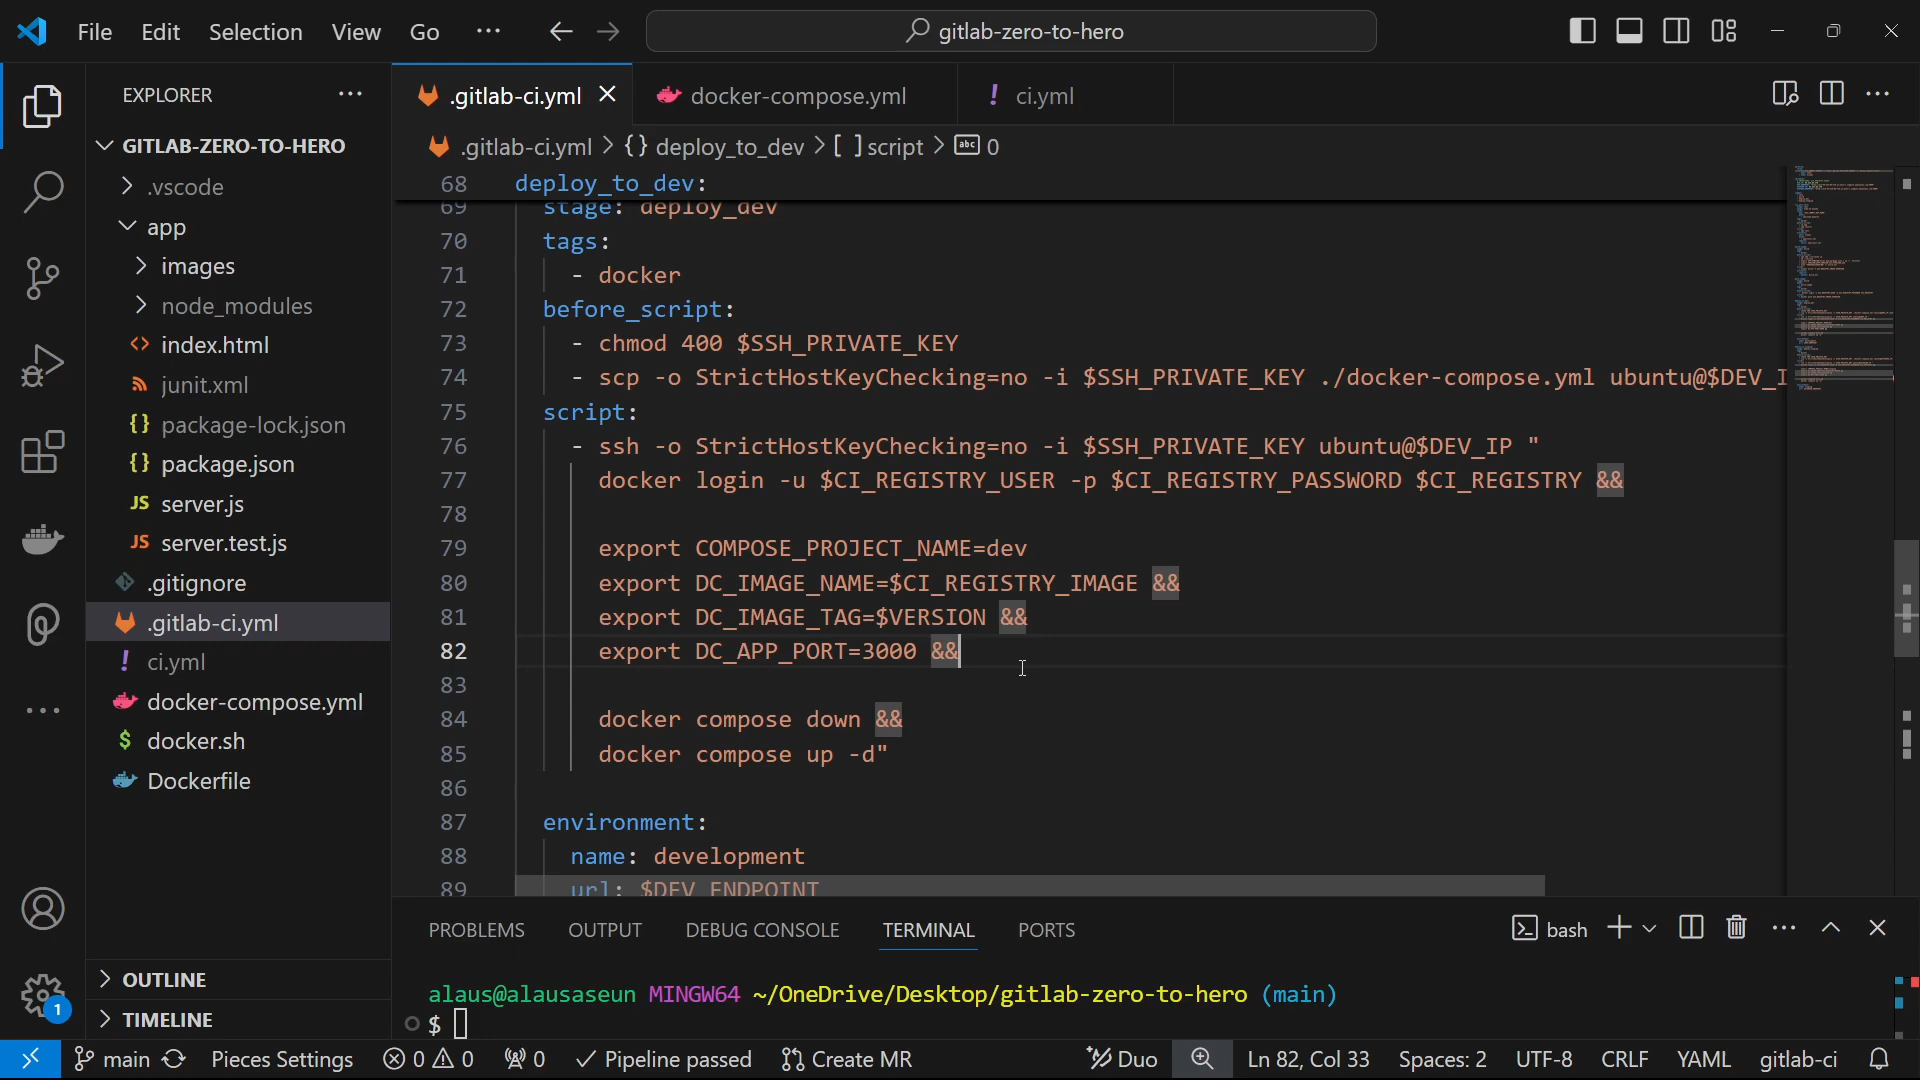 File Edit Selection View Go ··· gitlab-zero-to-hero
EXPLORER ···
GITLAB-ZERO-TO-HERO
.vscode
app
images
node_modules
index.html
junit.xml
package-lock.json
package.json
JS server.js
JS server.test.js
.gitignore
.gitlab-ci.yml
! ci.yml
docker-compose.yml
$ docker.sh
Dockerfile
OUTLINE
TIMELINE
1
.gitlab-ci.yml docker-compose.yml ! ci.yml
.gitlab-ci.yml > {} deploy_to_dev > [ ] script > abc 0
68 deploy_to_dev:
69 stage: deploy_dev
70 tags:
71 - docker
72 before_script:
73 - chmod 400 $SSH_PRIVATE_KEY
74 - scp -o StrictHostKeyChecking=no -i $SSH_PRIVATE_KEY ./docker-compose.yml ubuntu@$DEV_I
75 script:
76 - ssh -o StrictHostKeyChecking=no -i $SSH_PRIVATE_KEY ubuntu@$DEV_IP "
77 docker login -u $CI_REGISTRY_USER -p $CI_REGISTRY_PASSWORD $CI_REGISTRY &&
78
79 export COMPOSE_PROJECT_NAME=dev
80 export DC_IMAGE_NAME=$CI_REGISTRY_IMAGE &&
81 export DC_IMAGE_TAG=$VERSION &&
82 export DC_APP_PORT=3000 &&
83
84 docker compose down &&
85 docker compose up -d"
86
87 environment:
88 name: development
89 url: $DEV_ENDPOINT
PROBLEMS OUTPUT DEBUG CONSOLE TERMINAL PORTS bash
alaus@alausaseun MINGW64 ~/OneDrive/Desktop/gitlab-zero-to-hero (main)
$
main Pieces Settings 0 0 0 Pipeline passed Create MR Duo Ln 82, Col 33 Spaces: 2 UTF-8 CRLF YAML gitlab-ci